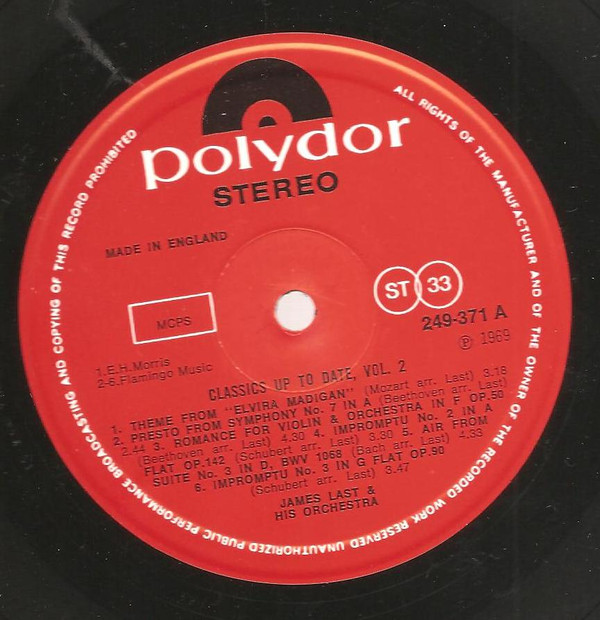 polydor
STEREO
MADE IN ENGLAND
MCPS
ST 33
249-371 A
Ⓟ 1969
1.E.H.Morris
2-6.Flamingo Music
CLASSICS UP TO DATE, VOL. 2
1. THEME FROM "ELVIRA MADIGAN" (Mozart arr. Last) 3.18
2. PRESTO FROM SYMPHONY No. 7 IN A (Beethoven arr. Last)
2.44 3. ROMANCE FOR VIOLIN & ORCHESTRA IN F OP.50
(Beethoven arr. Last) 4.30 4. IMPROMPTU No. 2 IN A
FLAT OP.142 (Schubert arr. Last) 3.30 5. AIR FROM
SUITE No. 3 IN D, BWV 1068 (Bach arr. Last) 4.33
6. IMPROMPTU No. 3 IN G FLAT OP.90
(Schubert arr. Last) 3.47
JAMES LAST &
HIS ORCHESTRA
ALL RIGHTS OF THE MANUFACTURER AND OF THE OWNER OF THE RECORDED WORK RESERVED UNAUTHORIZED PUBLIC PERFORMANCE BROADCASTING AND COPYING OF THIS RECORD PROHIBITED